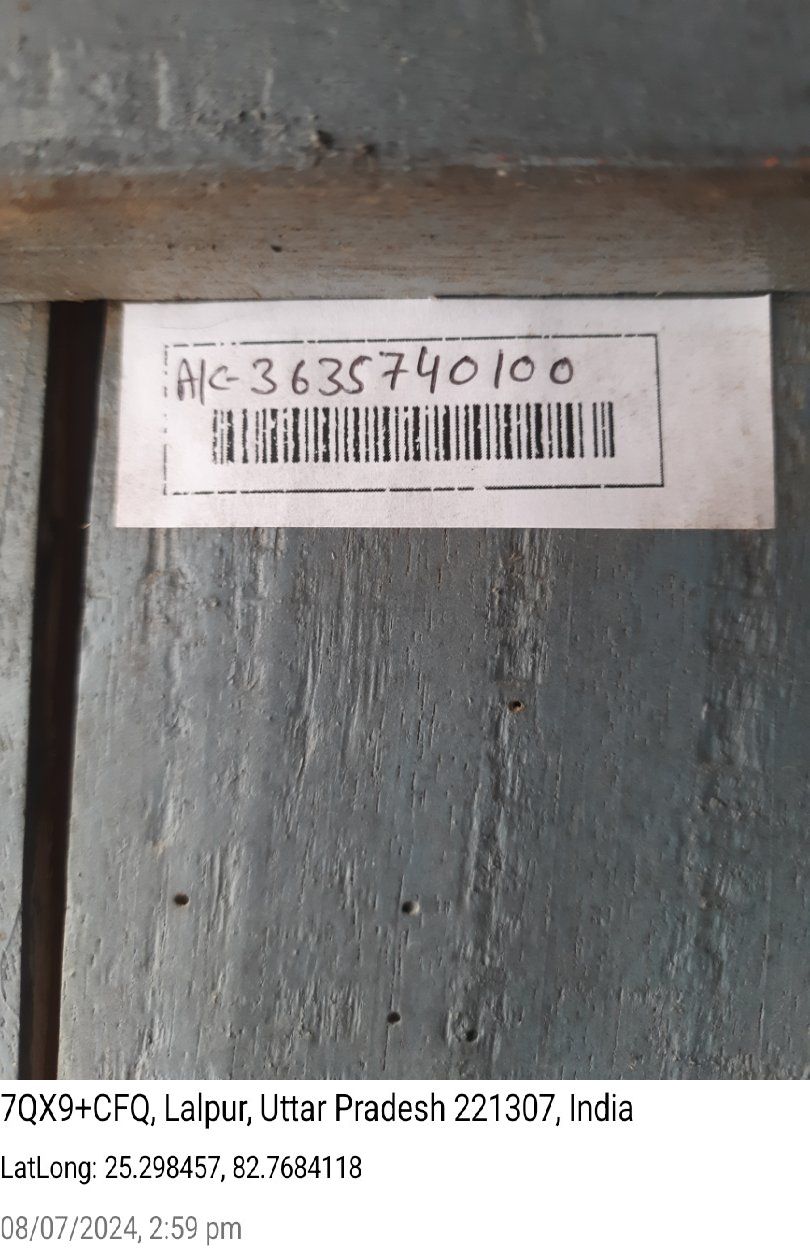 A/C-3635740100
7QX9+CFQ, Lalpur, Uttar Pradesh 221307, India
LatLong: 25.298457, 82.7684118
08/07/2024, 2:59 pm